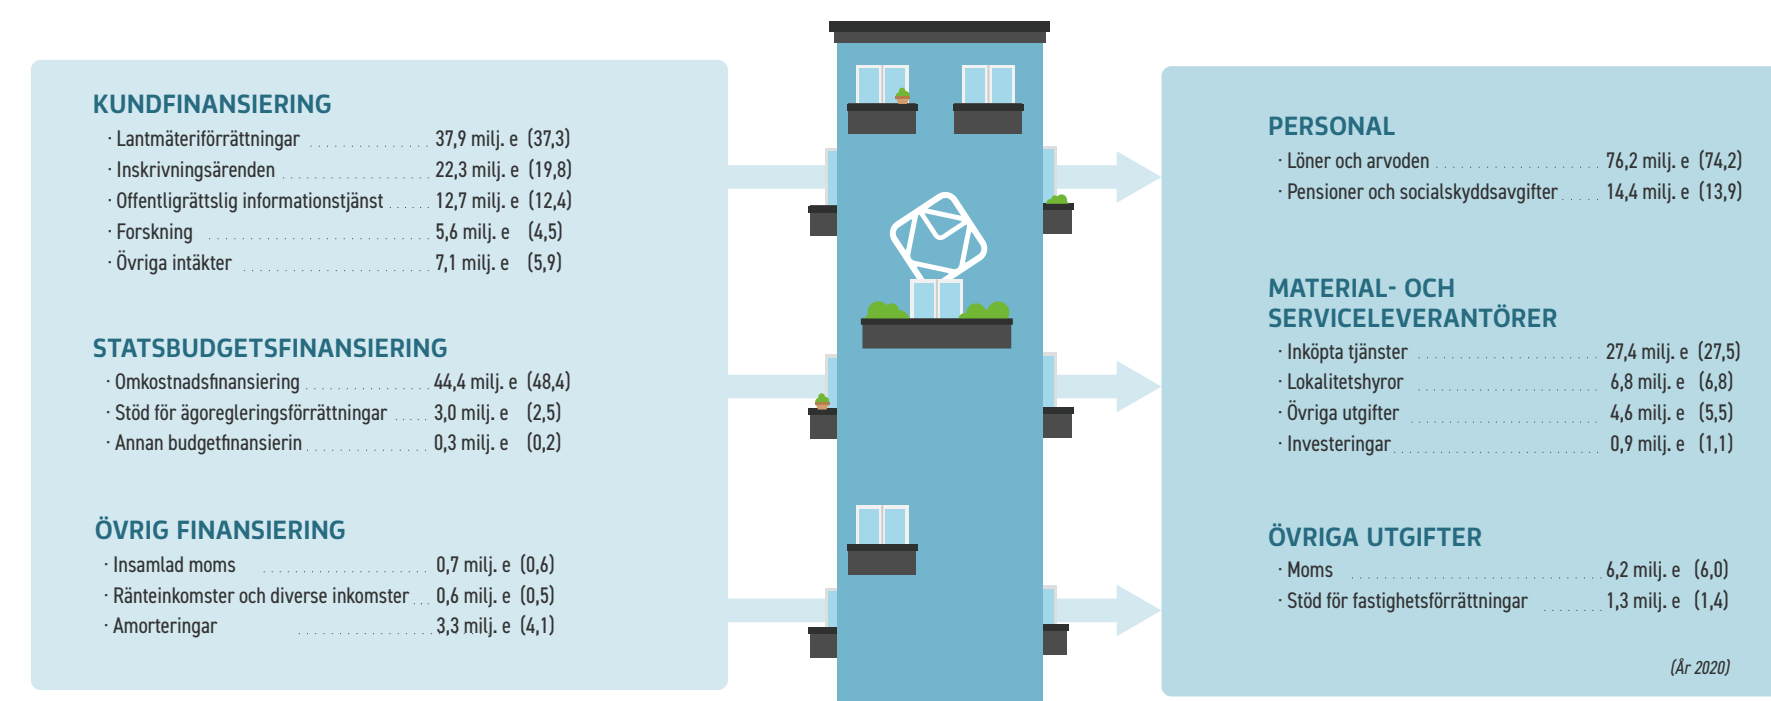 KUNDFINANSIERING
· Lantmäteriförrättningar 37,9 milj. e (37,3)
· Inskrivningsärenden 22,3 milj. e (19,8)
· Offentligrättslig informationstjänst 12,7 milj. e (12,4)
· Forskning 5,6 milj. e (4,5)
· Övriga intäkter 7,1 milj. e (5,9)
STATSBUDGETSFINANSIERING
· Omkostnadsfinansiering 44,4 milj. e (48,4)
· Stöd för ägoregleringsförrättningar 3,0 milj. e (2,5)
· Annan budgetfinansierin 0,3 milj. e (0,2)
ÖVRIG FINANSIERING
· Insamlad moms 0,7 milj. e (0,6)
· Ränteinkomster och diverse inkomster 0,6 milj. e (0,5)
· Amorteringar 3,3 milj. e (4,1)
PERSONAL
· Löner och arvoden 76,2 milj. e (74,2)
· Pensioner och socialskyddsavgifter 14,4 milj. e (13,9)
MATERIAL- OCH
SERVICELEVERANTÖRER
· Inköpta tjänster 27,4 milj. e (27,5)
· Lokalitetshyror 6,8 milj. e (6,8)
· Övriga utgifter 4,6 milj. e (5,5)
· Investeringar 0,9 milj. e (1,1)
ÖVRIGA UTGIFTER
· Moms 6,2 milj. e (6,0)
· Stöd för fastighetsförrättningar 1,3 milj. e (1,4)
(År 2020)